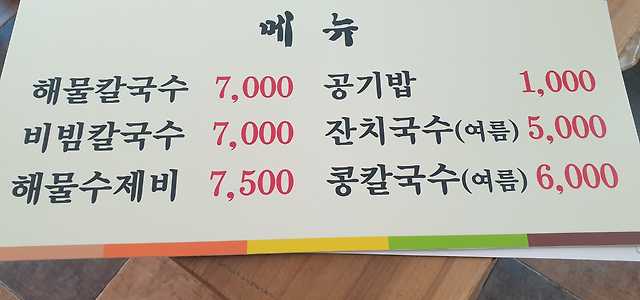 메뉴
해물칼국수 7,000 공기밥 1,000
비빔칼국수 7,000 잔치국수(여름) 5,000
해물수제비 7,500 콩칼국수(여름) 6,000